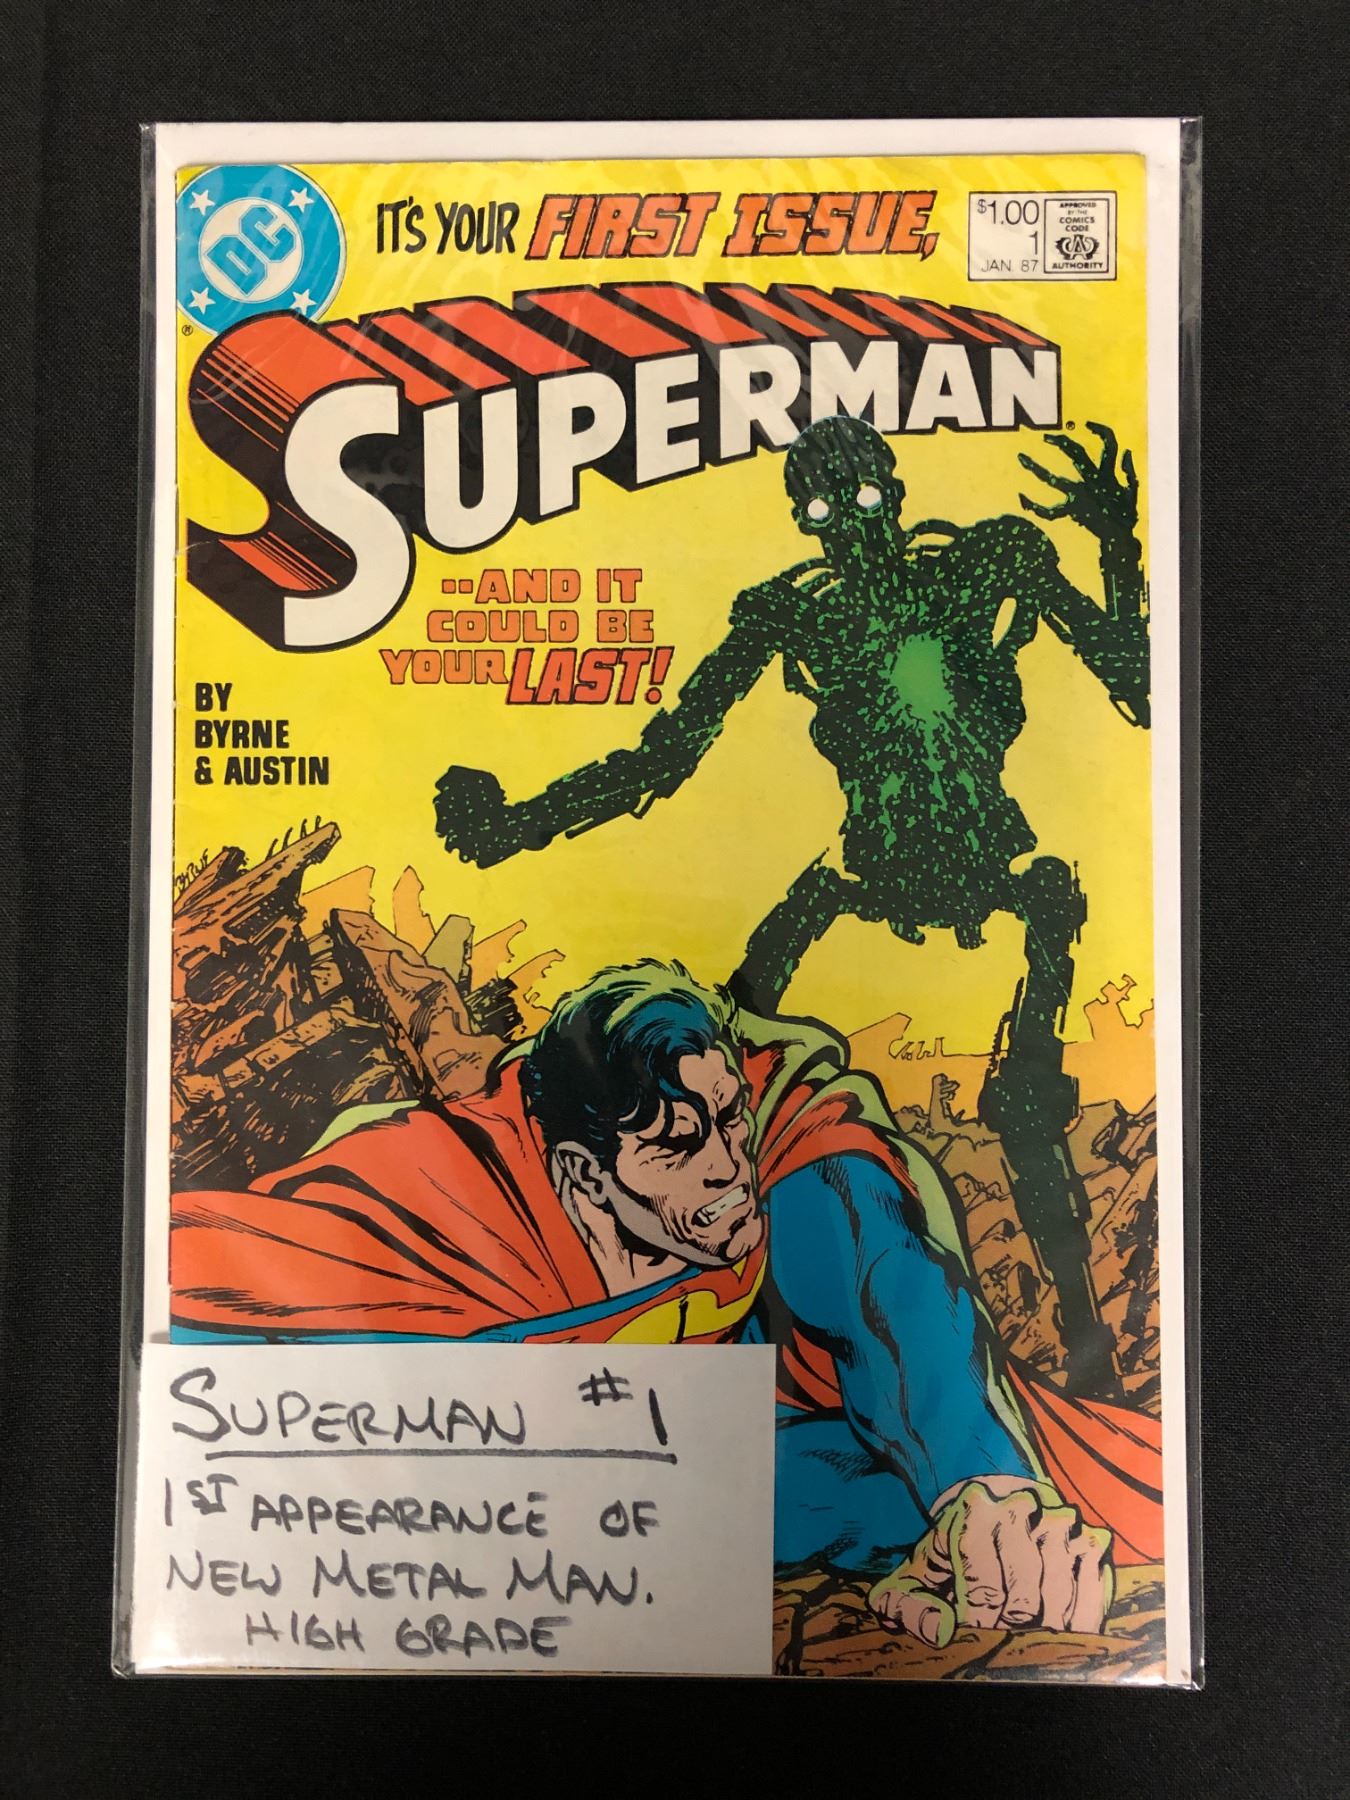 DC
®
IT'S YOUR FIRST ISSUE,
$1.00
1
JAN. 87
APPROVED
BY THE
COMICS
CODE
CA
AUTHORITY
SUPERMAN®
--AND IT
COULD BE
YOUR LAST!
BY
BYRNE
& AUSTIN
BYRNE
SUPERMAN #1
1ST APPEARANCE OF
NEW METAL MAN.
HIGH GRADE